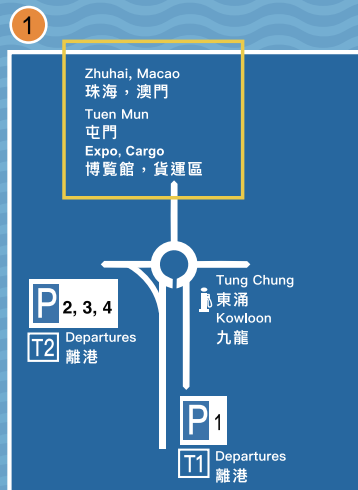 1
Zhuhai, Macao
珠海，澳門
Tuen Mun
屯門
Expo, Cargo
博覽館，貨運區
P 2, 3, 4
T2 Departures
離港
Tung Chung
東涌
Kowloon
九龍
P 1
T1 Departures
離港